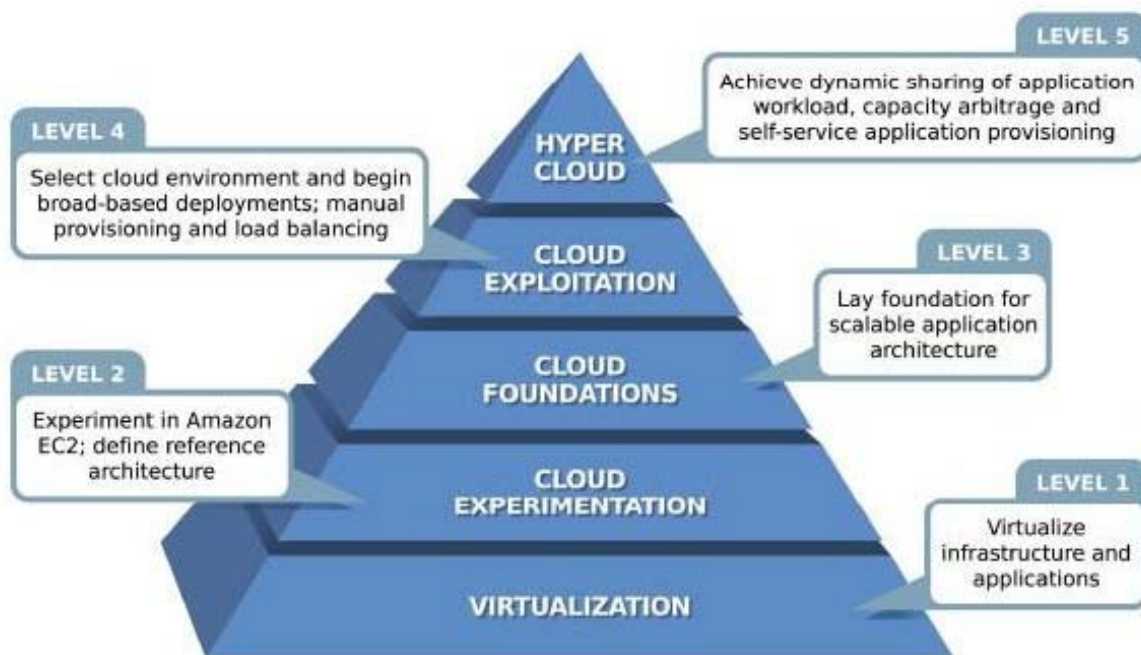 LEVEL 5
Achieve dynamic sharing of application
workload, capacity arbitrage and
self-service application provisioning
HYPER
CLOUD
LEVEL 4
Select cloud environment and begin
broad-based deployments; manual
provisioning and load balancing
CLOUD
EXPLOITATION
LEVEL 3
Lay foundation for
scalable application
architecture
CLOUD
FOUNDATIONS
LEVEL 2
Experiment in Amazon
EC2; define reference
architecture
CLOUD
EXPERIMENTATION
LEVEL 1
Virtualize
infrastructure and
applications
VIRTUALIZATION